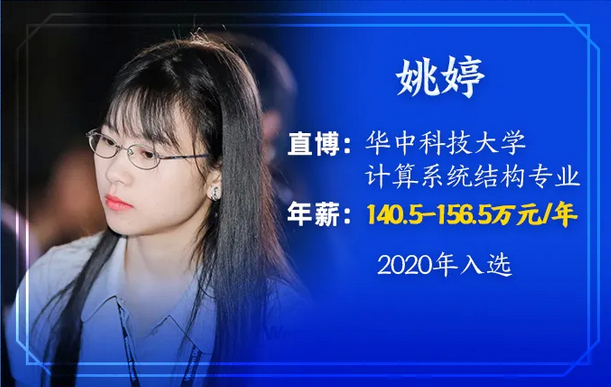 姚婷
直博：华中科技大学
计算系统结构专业
年薪：140.5-156.5万元/年
2020年入选